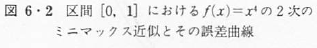 図 6・2 区間 [0, 1] における f(x)=x⁴ の 2 次の
ミニマックス近似とその誤差曲線